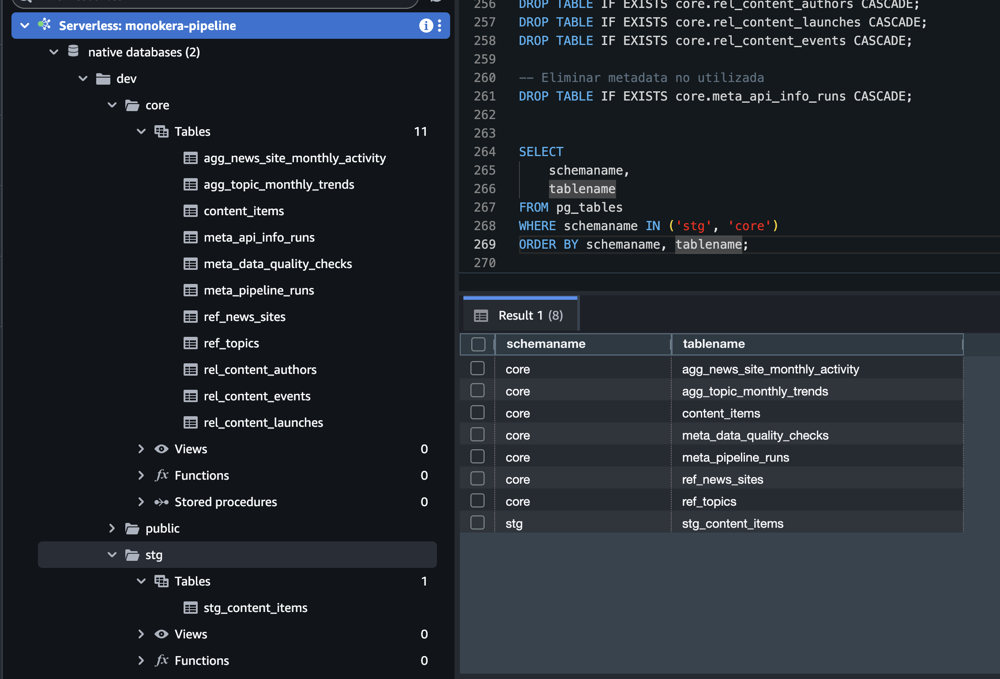 Serverless: monokera-pipeline
native databases (2)
dev
core
Tables 11
agg_news_site_monthly_activity
agg_topic_monthly_trends
content_items
meta_api_info_runs
meta_data_quality_checks
meta_pipeline_runs
ref_news_sites
ref_topics
rel_content_authors
rel_content_events
rel_content_launches
Views 0
Functions 0
Stored procedures 0
public
stg
Tables 1
stg_content_items
Views 0
Functions 0
256 DROP TABLE IF EXISTS core.rel_content_authors CASCADE;
257 DROP TABLE IF EXISTS core.rel_content_launches CASCADE;
258 DROP TABLE IF EXISTS core.rel_content_events CASCADE;
259
260 -- Eliminar metadata no utilizada
261 DROP TABLE IF EXISTS core.meta_api_info_runs CASCADE;
262
263
264 SELECT
265 schemaname,
266 tablename
267 FROM pg_tables
268 WHERE schemaname IN ('stg', 'core')
269 ORDER BY schemaname, tablename;
270
Result 1 (8)
schemaname tablename
core agg_news_site_monthly_activity
core agg_topic_monthly_trends
core content_items
core meta_data_quality_checks
core meta_pipeline_runs
core ref_news_sites
core ref_topics
stg stg_content_items